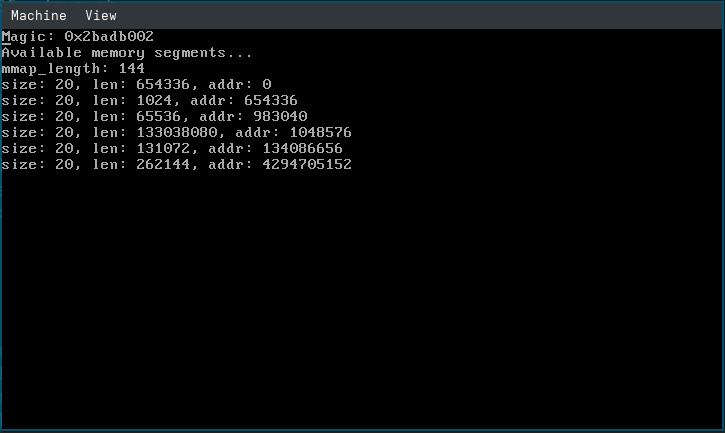 Machine View
Magic: 0x2badb002
Available memory segments...
mmap_length: 144
size: 20, len: 654336, addr: 0
size: 20, len: 1024, addr: 654336
size: 20, len: 65536, addr: 983040
size: 20, len: 133038080, addr: 1048576
size: 20, len: 131072, addr: 134086656
size: 20, len: 262144, addr: 4294705152